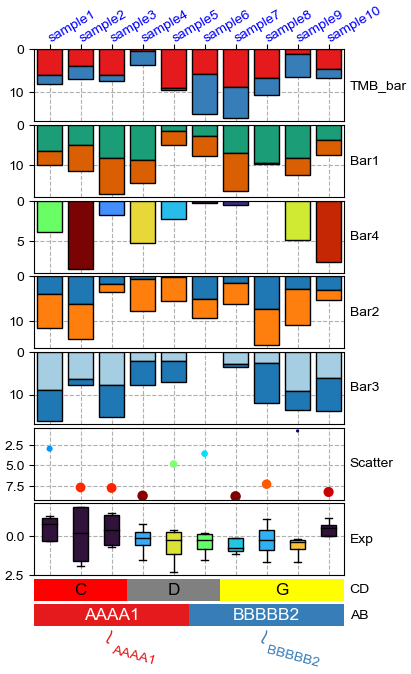 sample1 sample2 sample3 sample4 sample5 sample6 sample7 sample8 sample9 sample10
0
10
TMB_bar
0
10
Bar1
0
5
Bar4
0
10
Bar2
0
10
Bar3
2.5
5.0
7.5
Scatter
0.0
2.5
Exp
C D G CD
AAAA1 BBBBB2 AB
AAAA1 BBBBB2